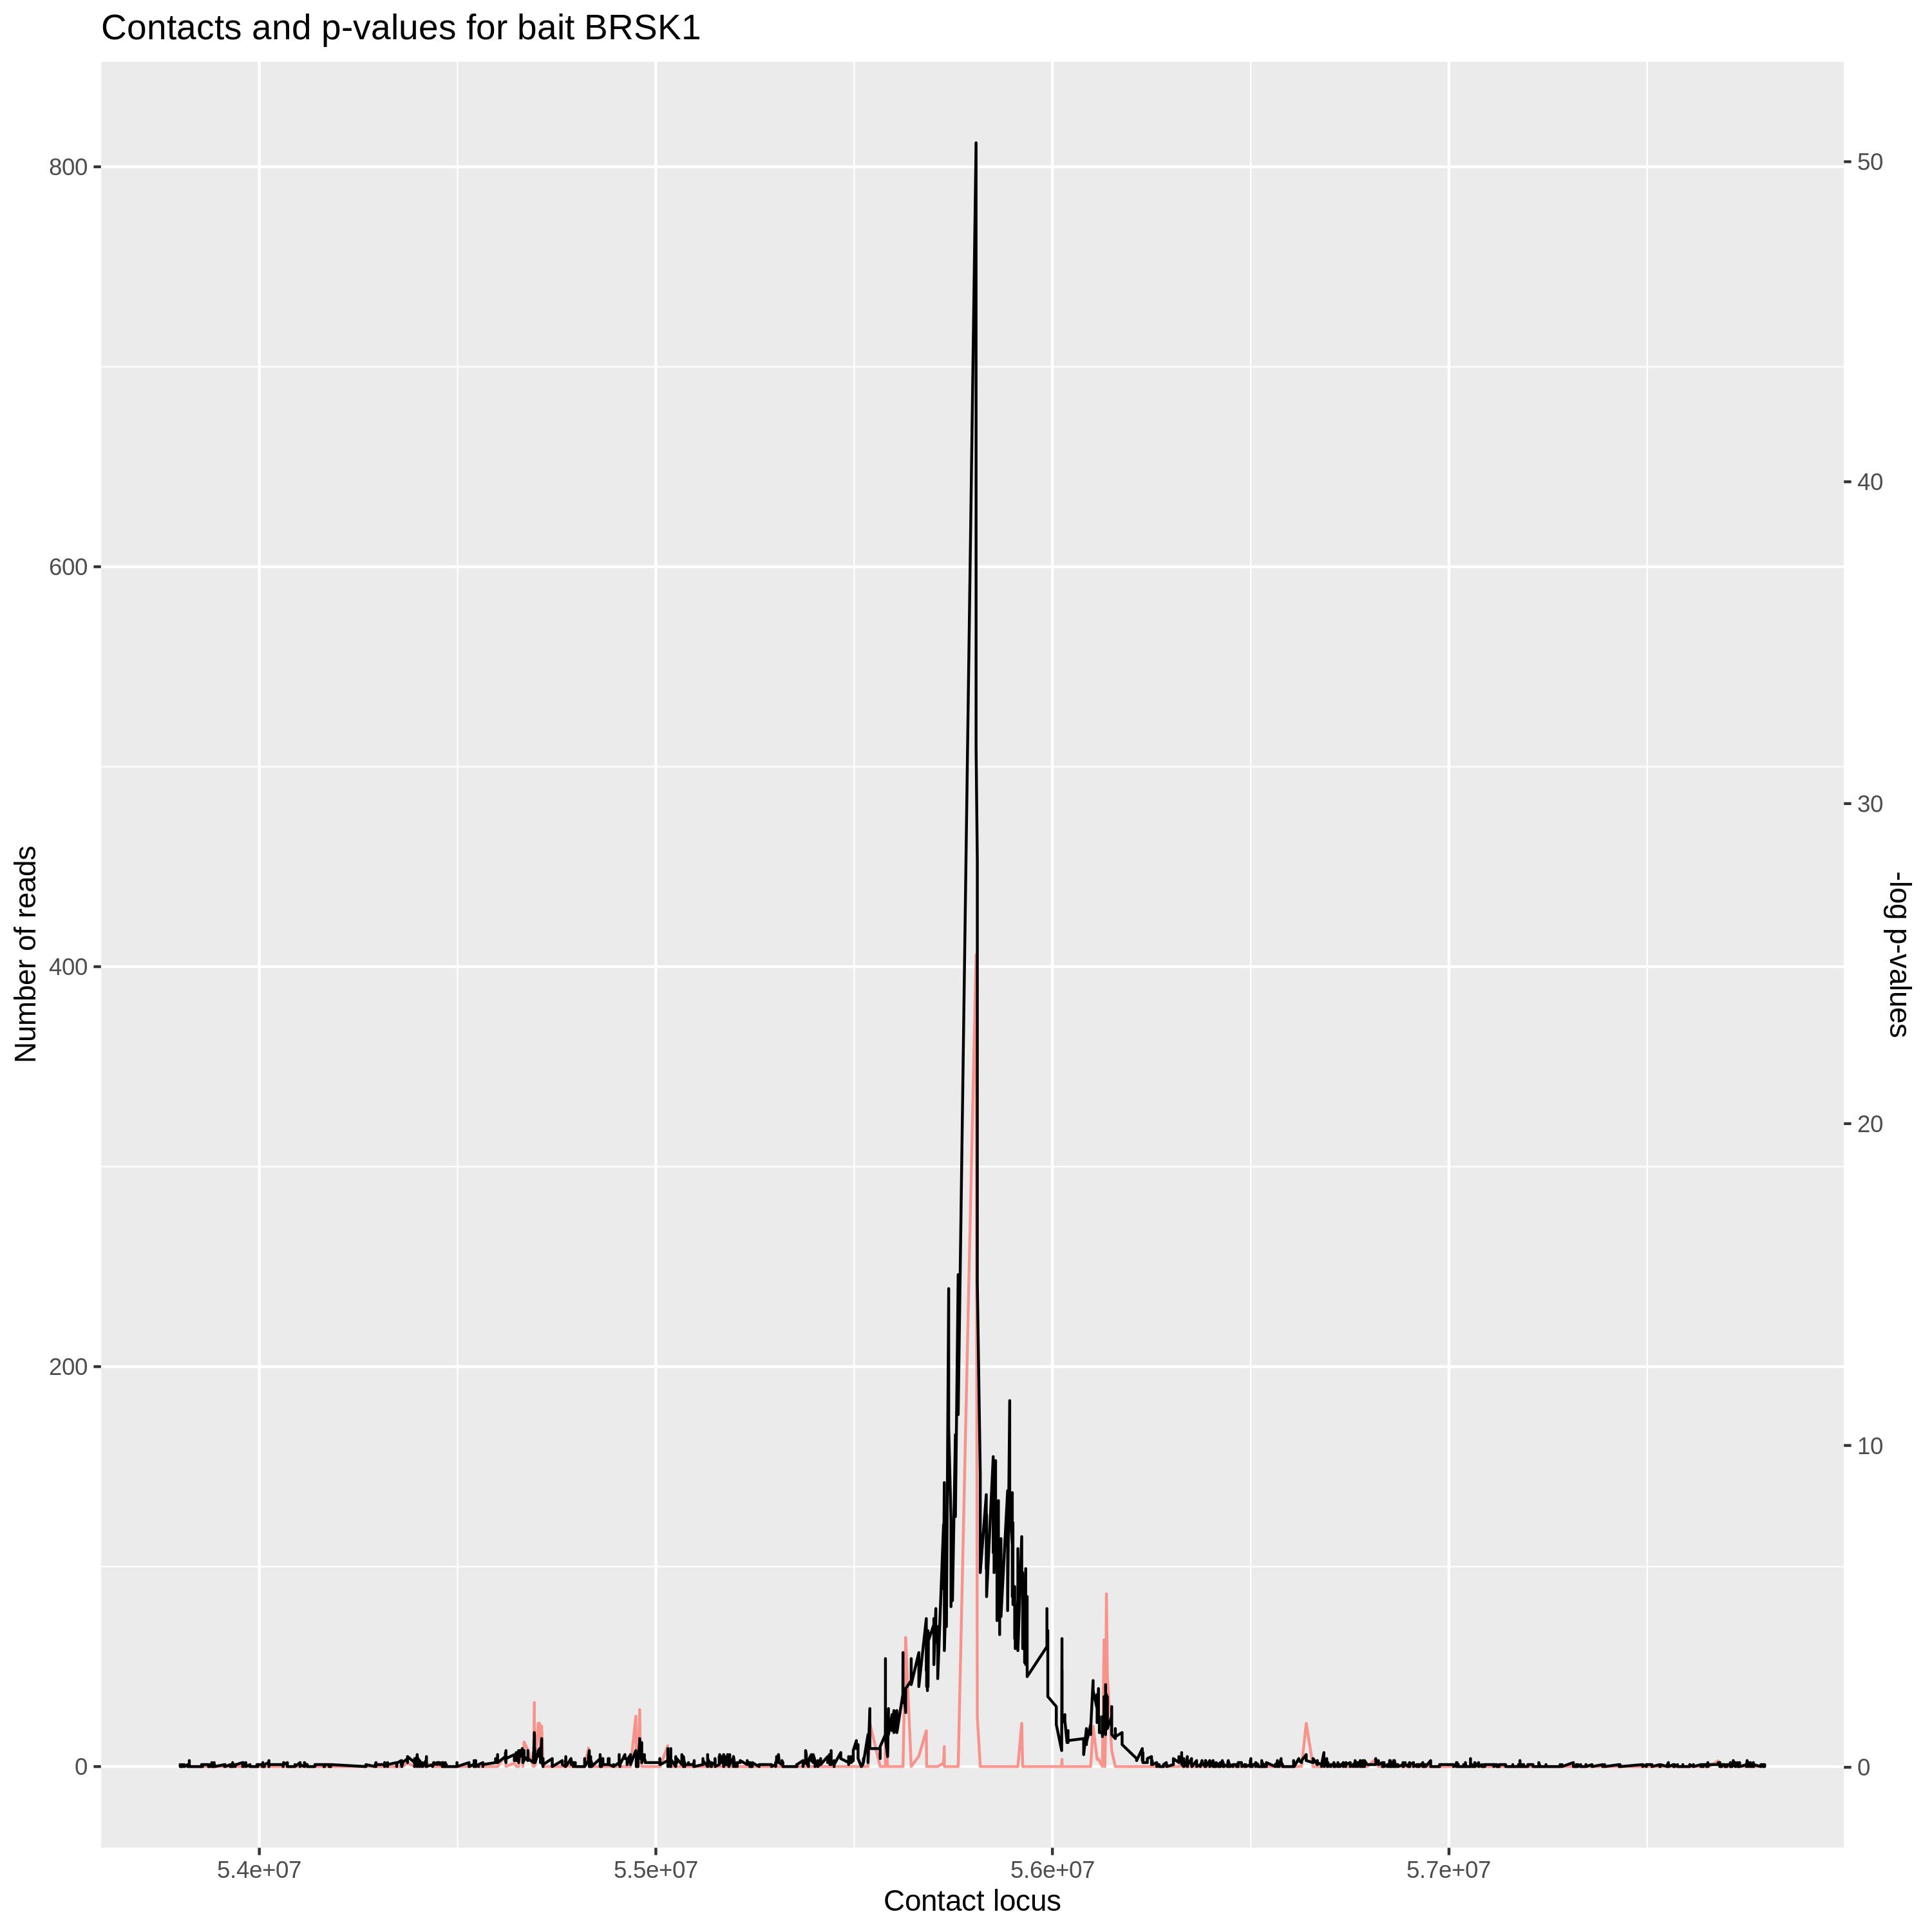 Contacts and p-values for bait BRSK1
800
600
400
200
0
Number of reads
50
40
30
20
10
0
-log p-values
5.4e+07 5.5e+07 5.6e+07 5.7e+07
Contact locus